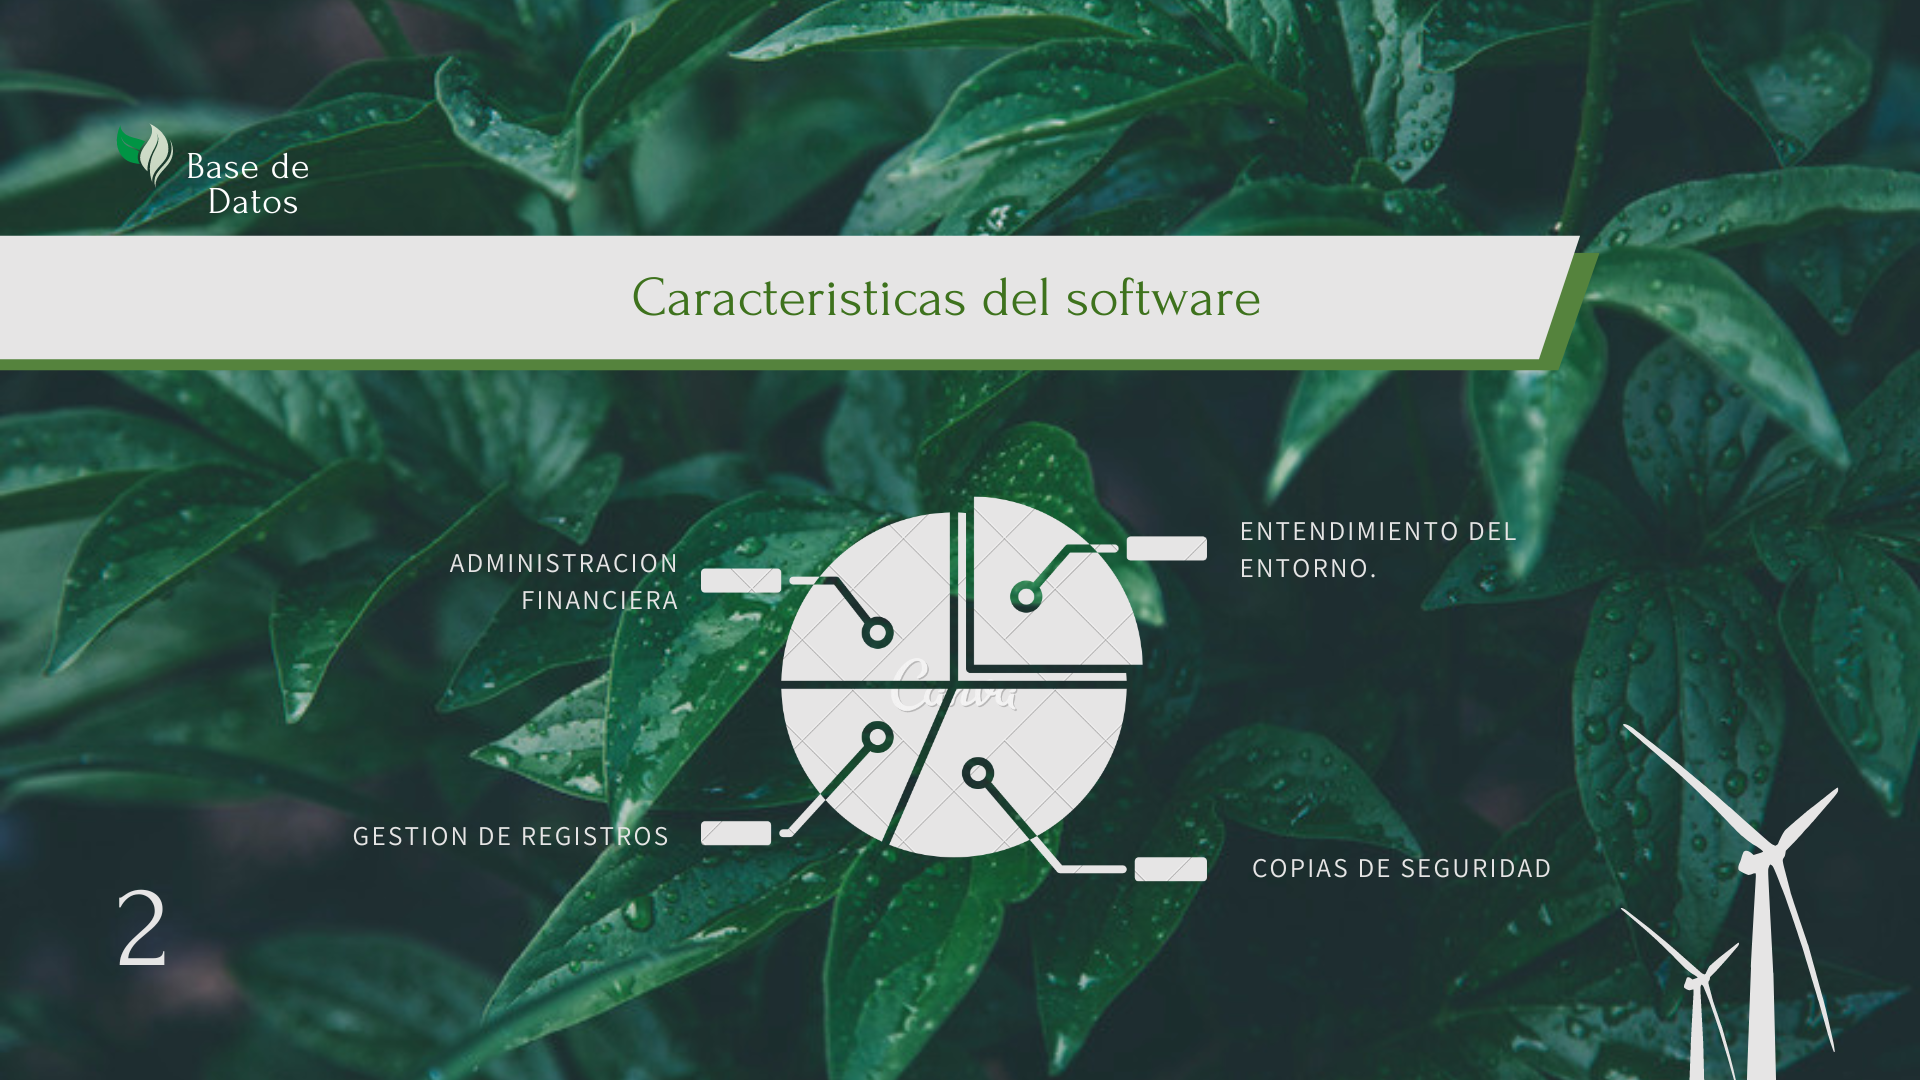 Base de
Datos
Caracteristicas del software
ADMINISTRACION
FINANCIERA
ENTENDIMIENTO DEL
ENTORNO.
Canva
GESTION DE REGISTROS
COPIAS DE SEGURIDAD
2